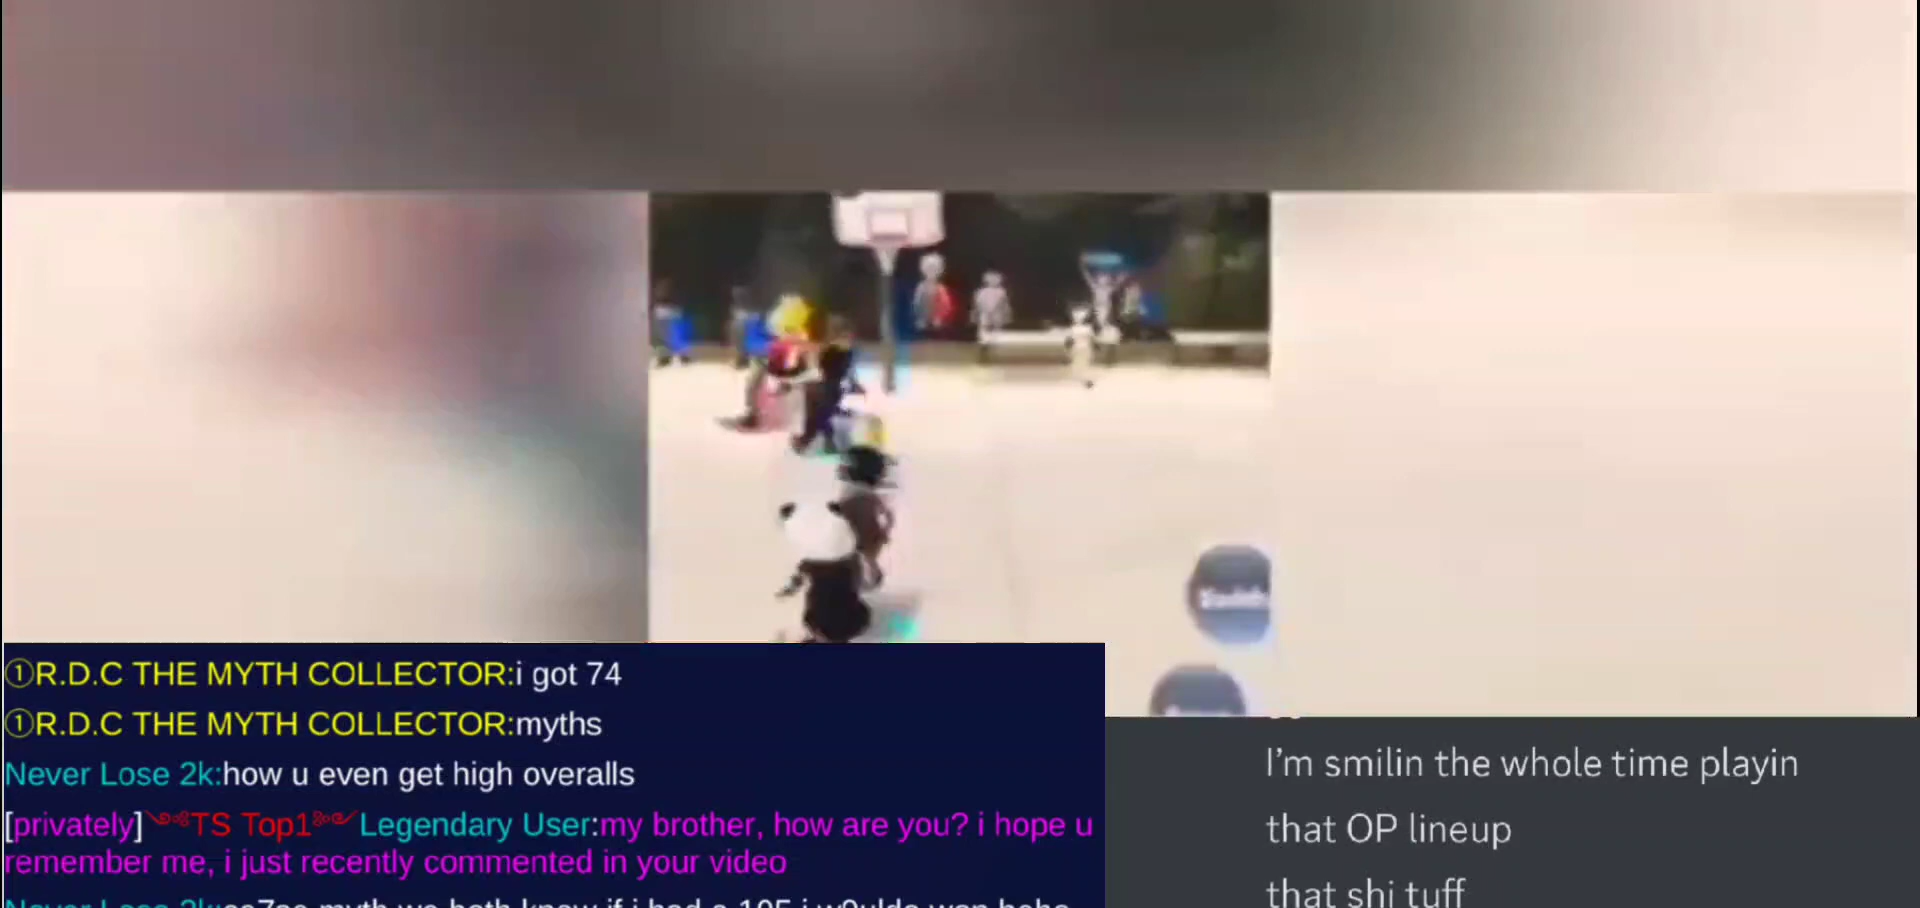 ①R.D.C THE MYTH COLLECTOR:i got 74
①R.D.C THE MYTH COLLECTOR:myths
Never Lose 2k:how u even get high overalls
[privately]༺TS Top1༻Legendary User:my brother, how are you? i hope u
remember me, i just recently commented in your video
I’m smilin the whole time playin
that OP lineup
that shi tuff